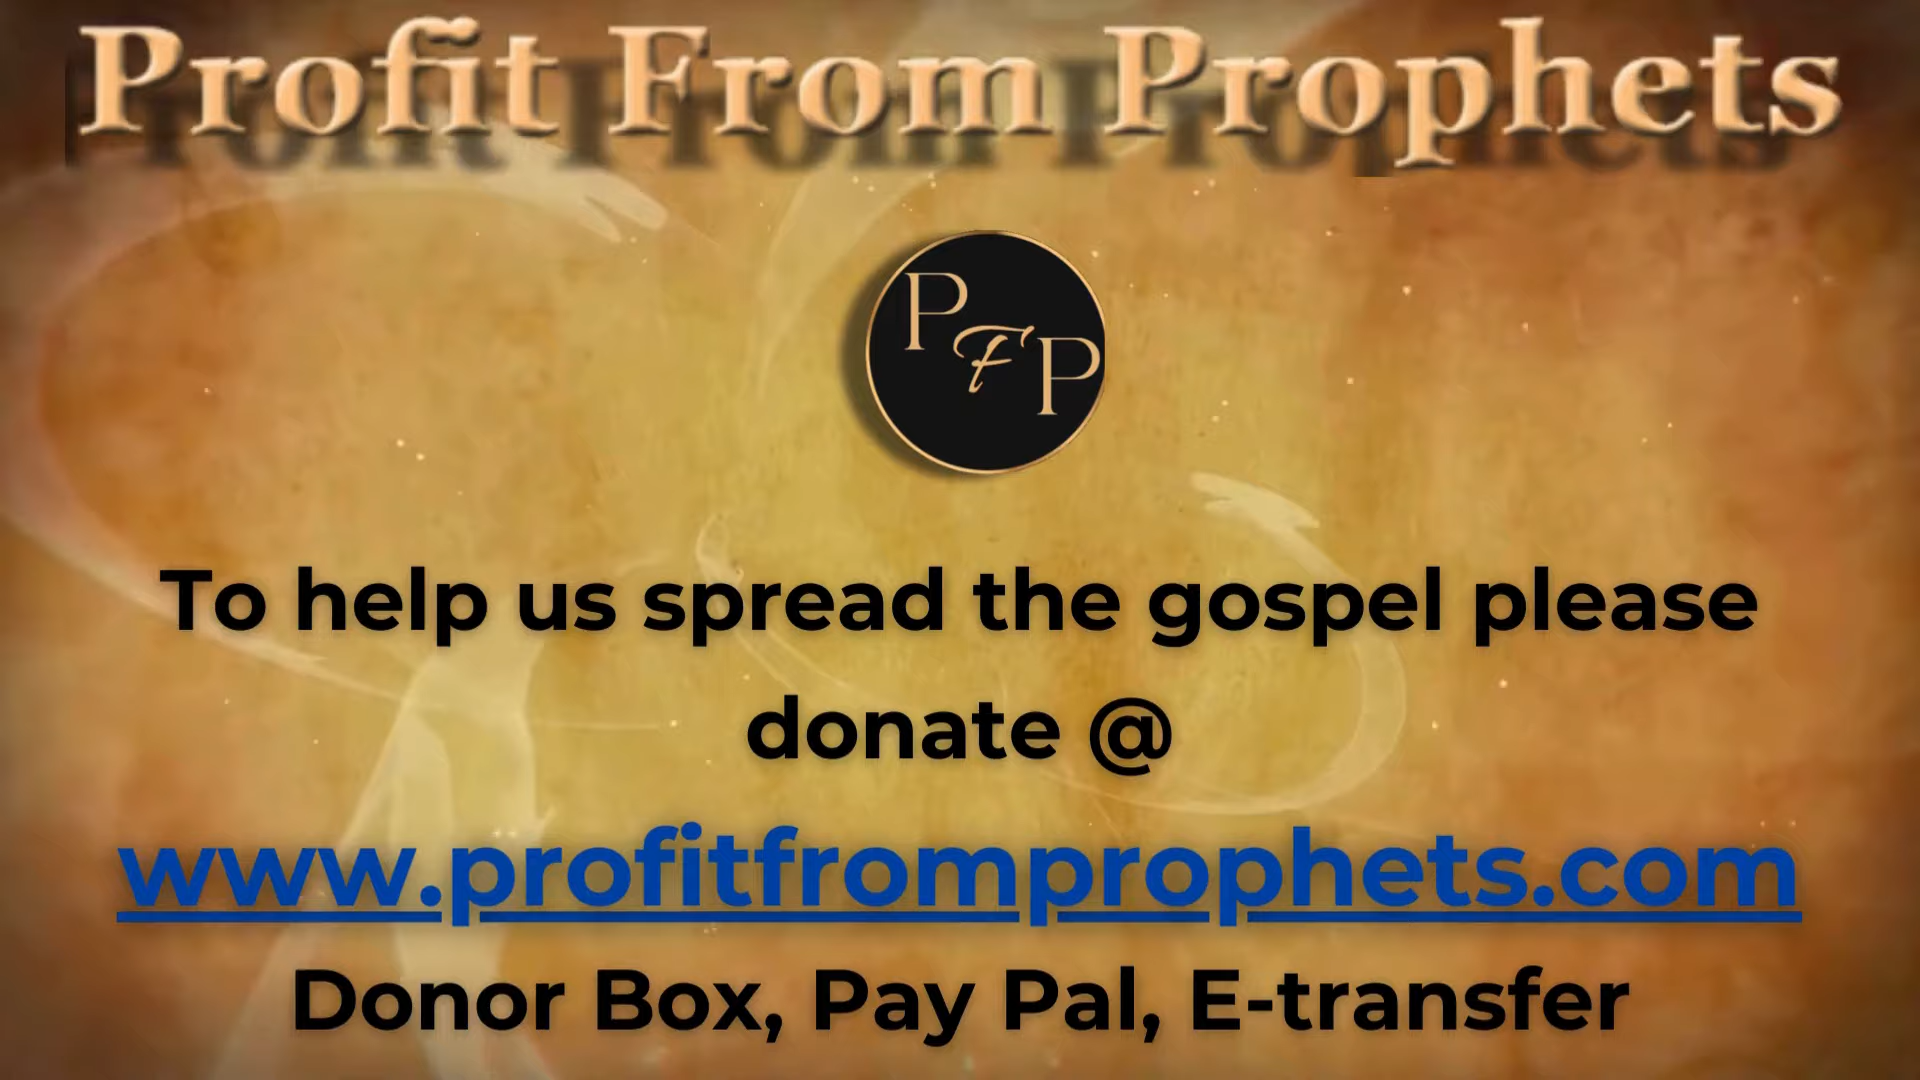 Profit From Prophets
P F P
To help us spread the gospel please
donate @
www.profitfromprophets.com
Donor Box, Pay Pal, E-transfer